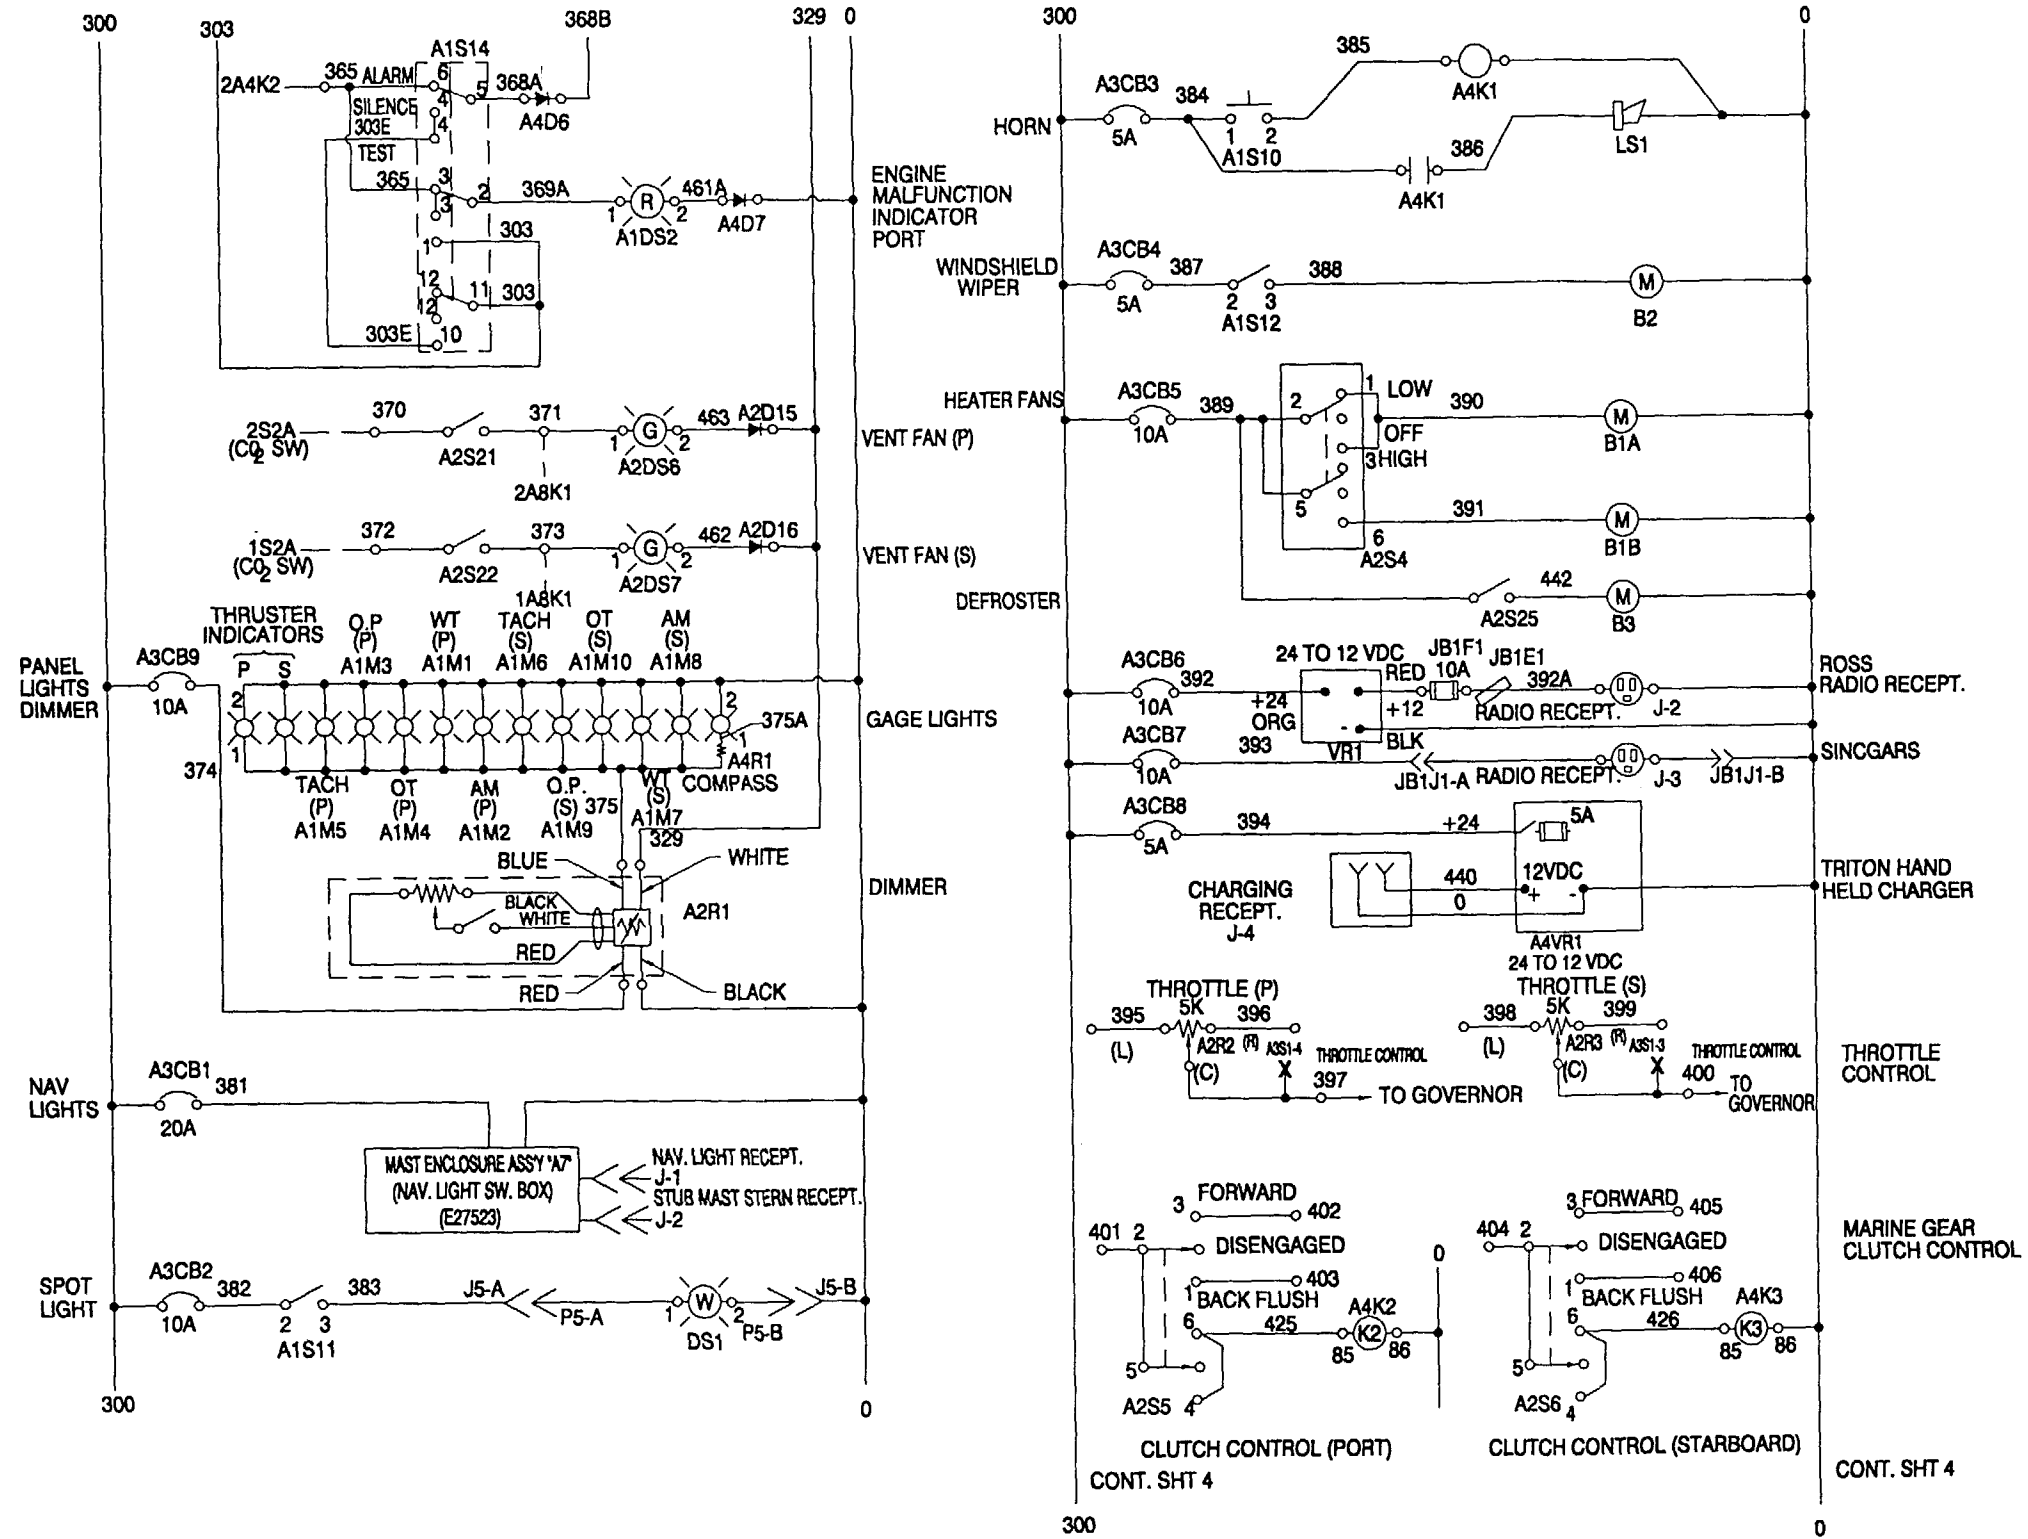 300
303
368B
329
0
A1S14
2A4K2
365
ALARM
6
5
368A
A4D6
SILENCE
4
4
303E
TEST
365
3
3
2
369A
R
1
2
A1DS2
461A
A4D7
ENGINE
MALFUNCTION
INDICATOR
PORT
1
303
12
12
11
303
303E
10
2S2A
(CO2 SW)
370
A2S21
371
2A8K1
G
1
2
A2DS6
463
A2D15
VENT FAN (P)
1S2A
(CO2 SW)
372
A2S22
373
1A8K1
G
1
2
A2DS7
462
A2D16
VENT FAN (S)
THRUSTER
INDICATORS
P S
O.P
(P)
A1M3
WT
(P)
A1M1
TACH
(S)
A1M6
OT
(S)
A1M10
AM
(S)
A1M8
PANEL
LIGHTS
DIMMER
A3CB9
10A
2
1
2
1
375A
A4R1
COMPASS
GAGE LIGHTS
374
TACH
(P)
A1M5
OT
(P)
A1M4
AM
(P)
A1M2
O.P.
(S)
A1M9
375
WT
(S)
A1M7
329
BLUE
WHITE
DIMMER
BLACK
WHITE
A2R1
RED
RED
BLACK
NAV
LIGHTS
A3CB1
20A
381
MAST ENCLOSURE ASS'Y "A7"
(NAV. LIGHT SW. BOX)
(E27523)
NAV. LIGHT RECEPT.
J-1
STUB MAST STERN RECEPT.
J-2
SPOT
LIGHT
A3CB2
10A
382
2
3
A1S11
383
J5-A
P5-A
W
1
2
DS1
P5-B
J5-B
300
0
300
0
HORN
A3CB3
5A
384
1
2
A1S10
385
A4K1
386
A4K1
LS1
WINDSHIELD
WIPER
A3CB4
5A
387
2
3
A1S12
388
M
B2
HEATER FANS
A3CB5
10A
389
2
1
LOW
OFF
3
HIGH
5
6
A2S4
390
M
B1A
391
M
B1B
DEFROSTER
442
A2S25
M
B3
A3CB6
10A
392
24 TO 12 VDC
+24
ORG
RED
+12
-
BLK
VR1
JB1F1
10A
JB1E1
392A
RADIO RECEPT.
J-2
ROSS
RADIO RECEPT.
A3CB7
10A
393
JB1J1-A
RADIO RECEPT.
J-3
JB1J1-B
SINCGARS
A3CB8
5A
394
+24
5A
CHARGING
RECEPT.
J-4
440
0
12VDC
+ -
A4VR1
24 TO 12 VDC
TRITON HAND
HELD CHARGER
THROTTLE (P)
395
(L)
5K
A2R2
396
(R)
A3S1-4
(C)
THROTTLE CONTROL
397
TO GOVERNOR
THROTTLE (S)
398
(L)
5K
A2R3
399
(R)
A3S1-3
(C)
THROTTLE CONTROL
400
TO
GOVERNOR
THROTTLE
CONTROL
3
FORWARD
402
401
2
DISENGAGED
1
403
BACK FLUSH
6
425
A4K2
K2
85
86
0
5
A2S5
4
CLUTCH CONTROL (PORT)
3
FORWARD
405
404
2
DISENGAGED
1
406
BACK FLUSH
6
426
A4K3
K3
85
86
5
A2S6
4
CLUTCH CONTROL (STARBOARD)
MARINE GEAR
CLUTCH CONTROL
CONT. SHT 4
CONT. SHT 4
300
0